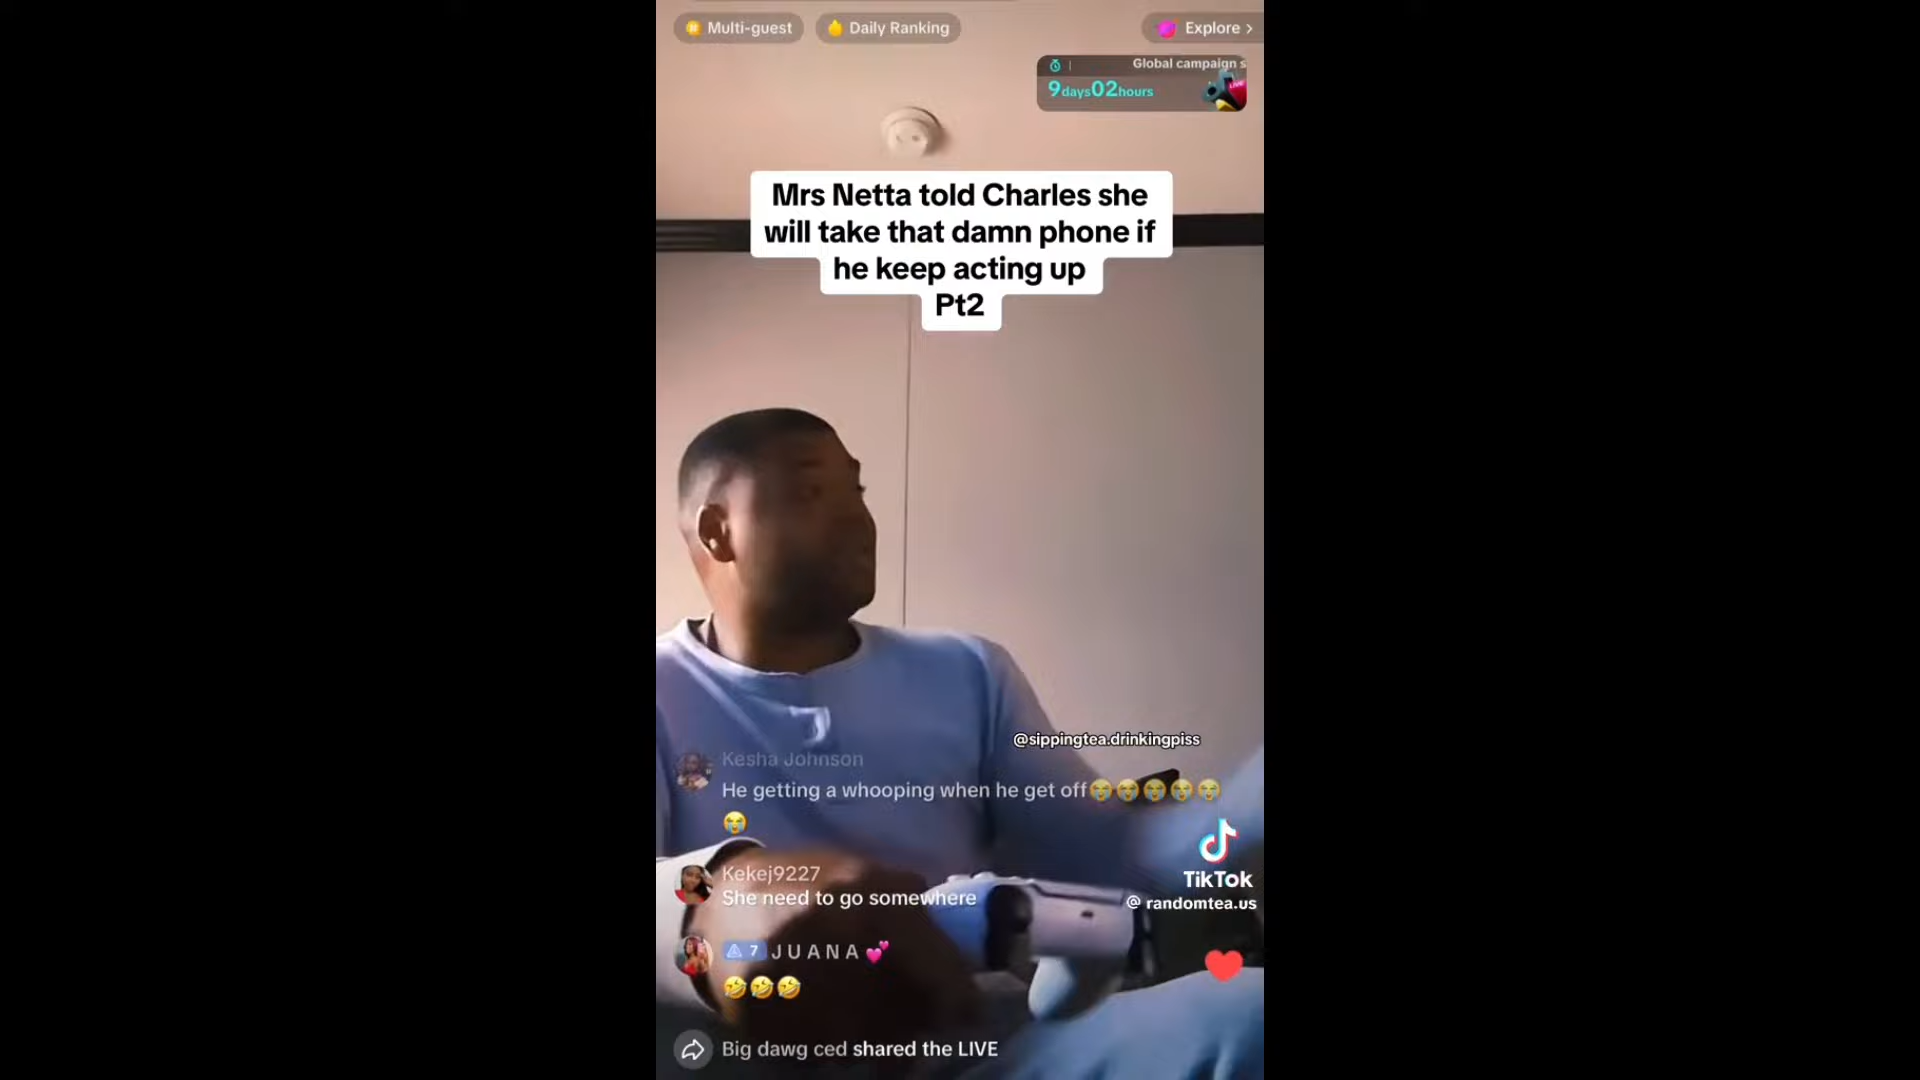 Multi-guest
Daily Ranking
Explore >
Global campaign s
9days02hours
LIVE
Mrs Netta told Charles she
will take that damn phone if
he keep acting up
Pt2
@sippingtea.drinkingpiss
Kesha Johnson
He getting a whooping when he get off😭😭😭😭😭
😭
TikTok
@ randomtea.us
Kekej9227
She need to go somewhere
7 J U A N A 💕
🤣🤣🤣
Big dawg ced shared the LIVE